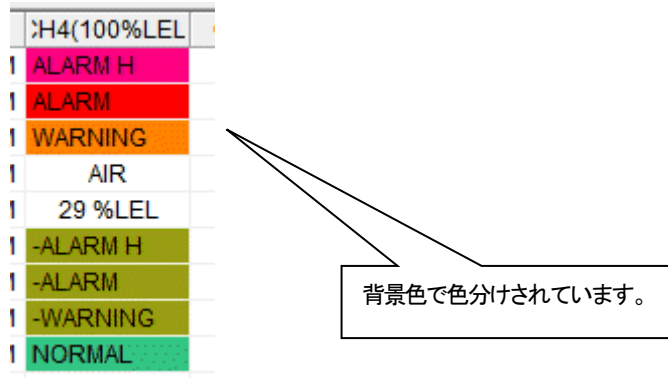 CH4(100%LEL
ALARM H
ALARM
WARNING
AIR
29 %LEL
-ALARM H
-ALARM
-WARNING
NORMAL
背景色で色分けされています。